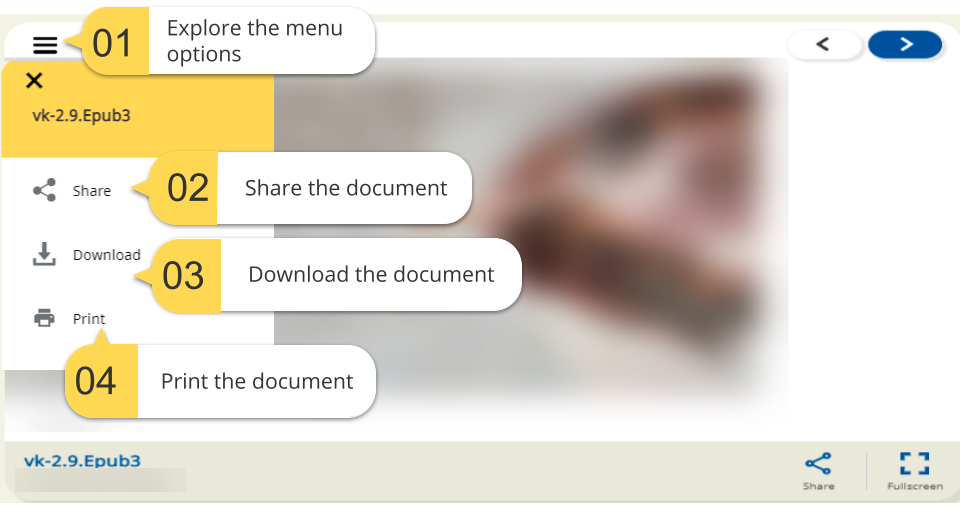 01
Explore the menu
options
vk-2.9.Epub3
Share
02
Share the document
Download
03
Download the document
Print
04
Print the document
vk-2.9.Epub3
Share
Fullscreen